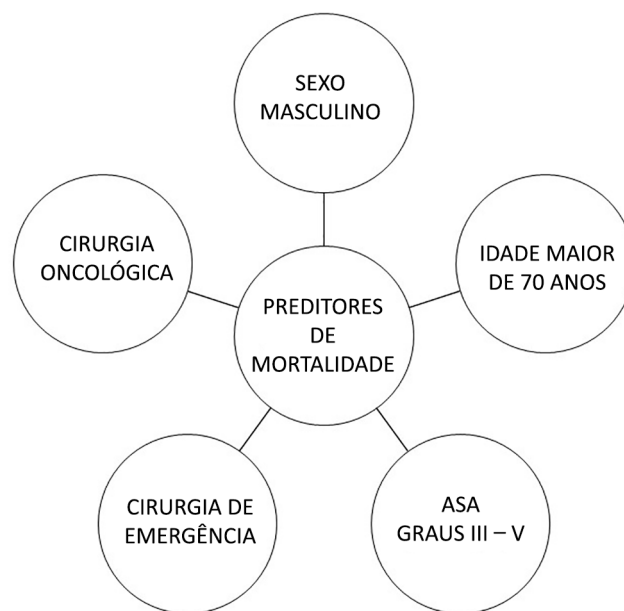 SEXO
MASCULINO
CIRURGIA
ONCOLÓGICA
IDADE MAIOR
DE 70 ANOS
PREDITORES
DE
MORTALIDADE
CIRURGIA DE
EMERGÊNCIA
ASA
GRAUS III – V